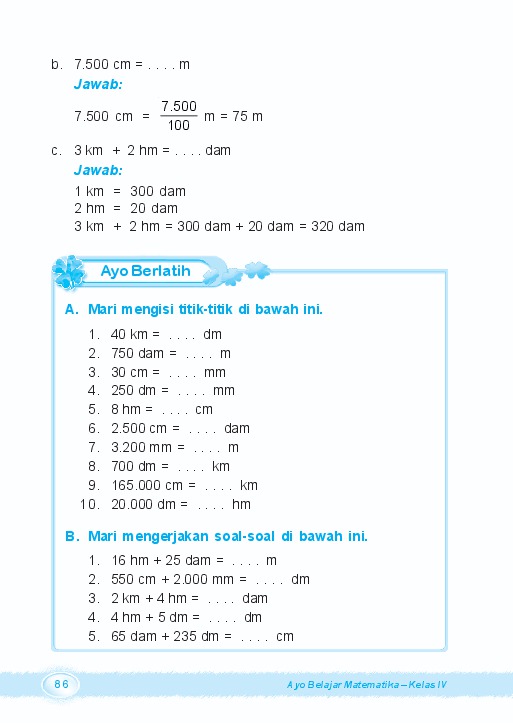 b. 7.500 cm = . . . . m
Jawab:
7.500 cm = 7.500/100 m = 75 m
c. 3 km + 2 hm = . . . . dam
Jawab:
1 km = 300 dam
2 hm = 20 dam
3 km + 2 hm = 300 dam + 20 dam = 320 dam
Ayo Berlatih
A. Mari mengisi titik-titik di bawah ini.
1. 40 km = . . . . dm
2. 750 dam = . . . . m
3. 30 cm = . . . . mm
4. 250 dm = . . . . mm
5. 8 hm = . . . . cm
6. 2.500 cm = . . . . dam
7. 3.200 mm = . . . . m
8. 700 dm = . . . . km
9. 165.000 cm = . . . . km
10. 20.000 dm = . . . . hm
B. Mari mengerjakan soal-soal di bawah ini.
1. 16 hm + 25 dam = . . . . m
2. 550 cm + 2.000 mm = . . . . dm
3. 2 km + 4 hm = . . . . dam
4. 4 hm + 5 dm = . . . . dm
5. 65 dam + 235 dm = . . . . cm
86 Ayo Belajar Matematika – Kelas IV